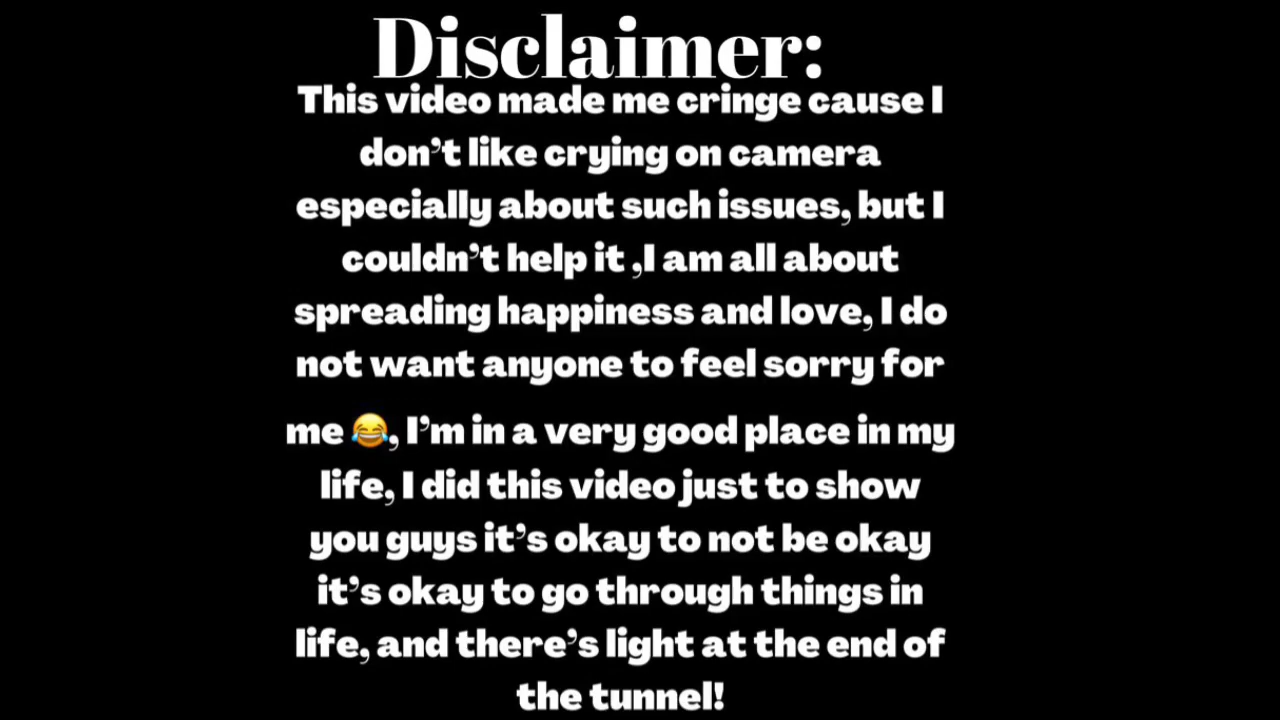 Disclaimer:
This video made me cringe cause I
don’t like crying on camera
especially about such issues, but I
couldn’t help it ,I am all about
spreading happiness and love, I do
not want anyone to feel sorry for
me 😂, I’m in a very good place in my
life, I did this video just to show
you guys it’s okay to not be okay
it’s okay to go through things in
life, and there’s light at the end of
the tunnel!